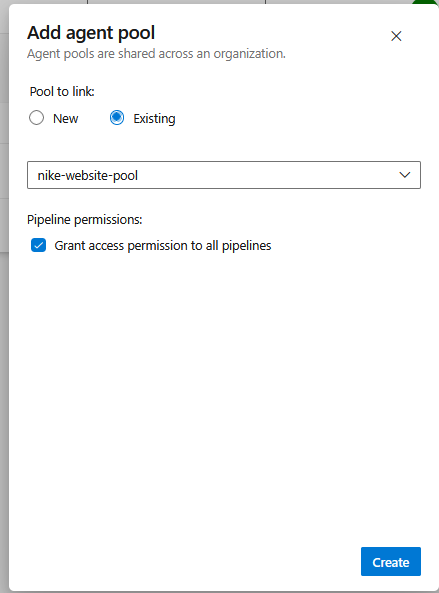 Add agent pool
Agent pools are shared across an organization.
Pool to link:
New Existing
nike-website-pool
Pipeline permissions:
Grant access permission to all pipelines
Create